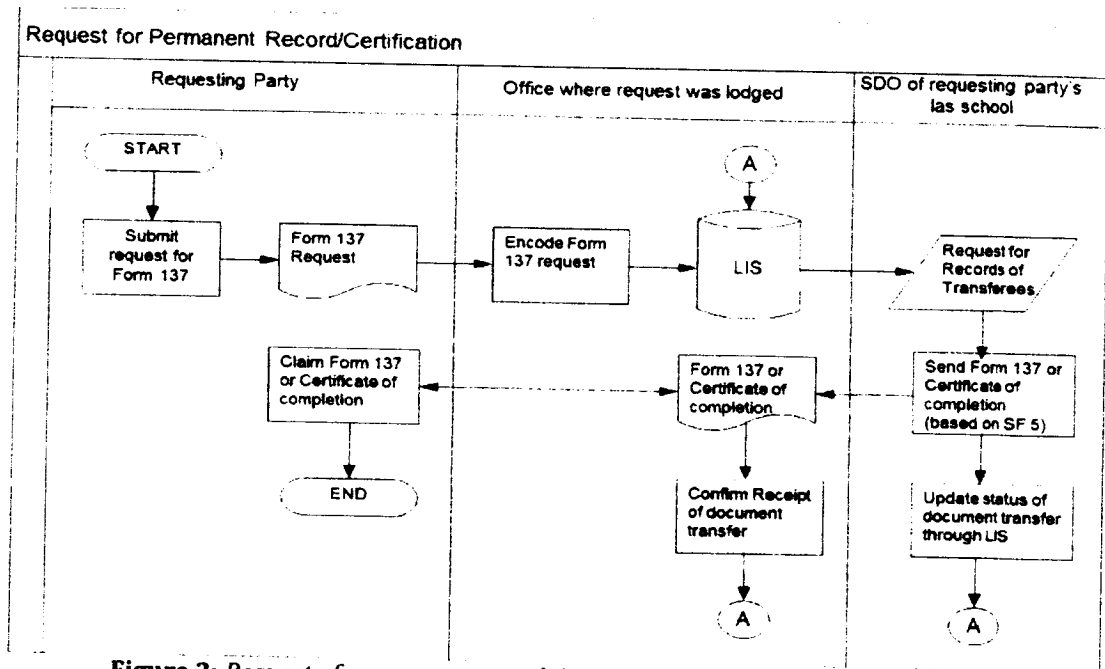 Request for Permanent Record/Certification
Requesting Party
Office where request was lodged
SDO of requesting party's
las school
START
A
Submit
request for
Form 137
Form 137
Request
Encode Form
137 request
LIS
Request for
Records of
Transferees
Claim Form 137
or Certificate of
completion
Form 137 or
Certificate of
completion
Send Form 137 or
Certificate of
completion
(based on SF 5)
END
Confirm Receipt
of document
transfer
Update status of
document transfer
through LIS
A
A
Figure 2: Request f